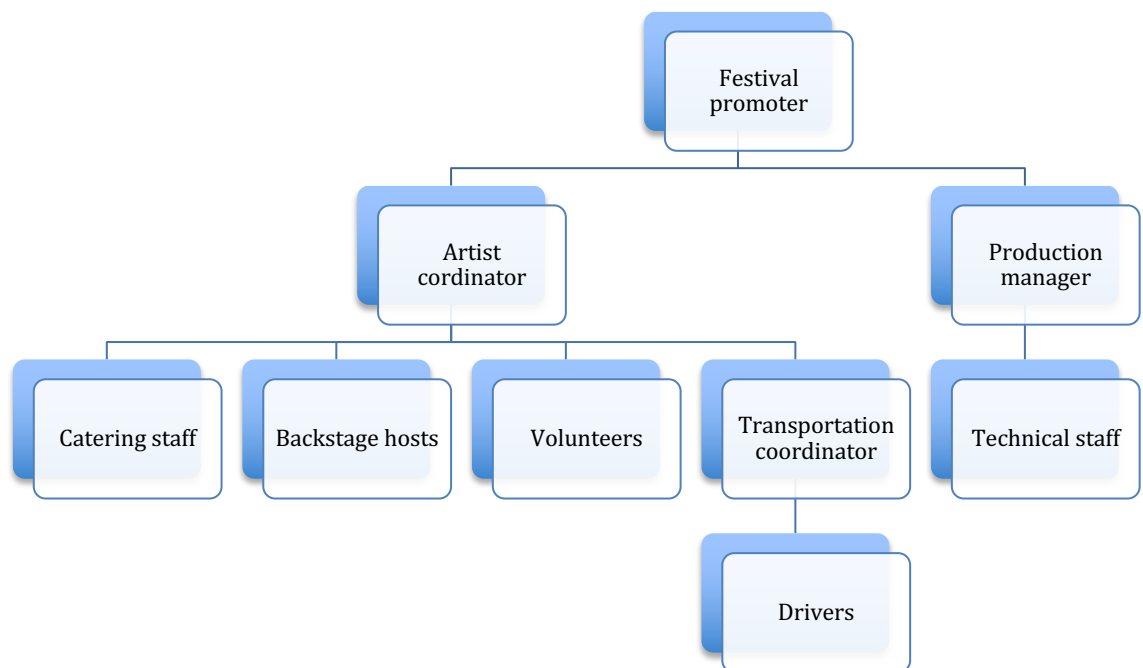 Festival
promoter
Artist
cordinator
Production
manager
Catering staff
Backstage hosts
Volunteers
Transportation
coordinator
Technical staff
Drivers